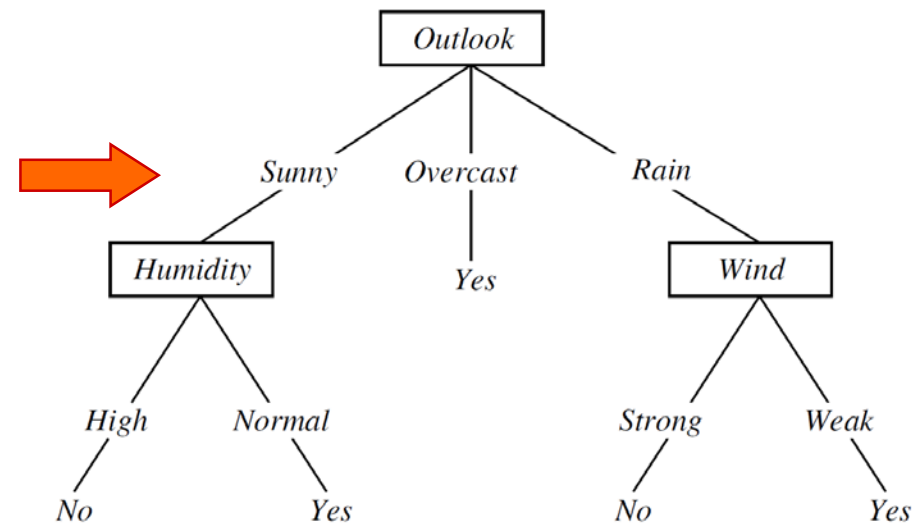 Outlook
Sunny Overcast Rain
Humidity Yes Wind
High Normal Strong Weak
No Yes No Yes